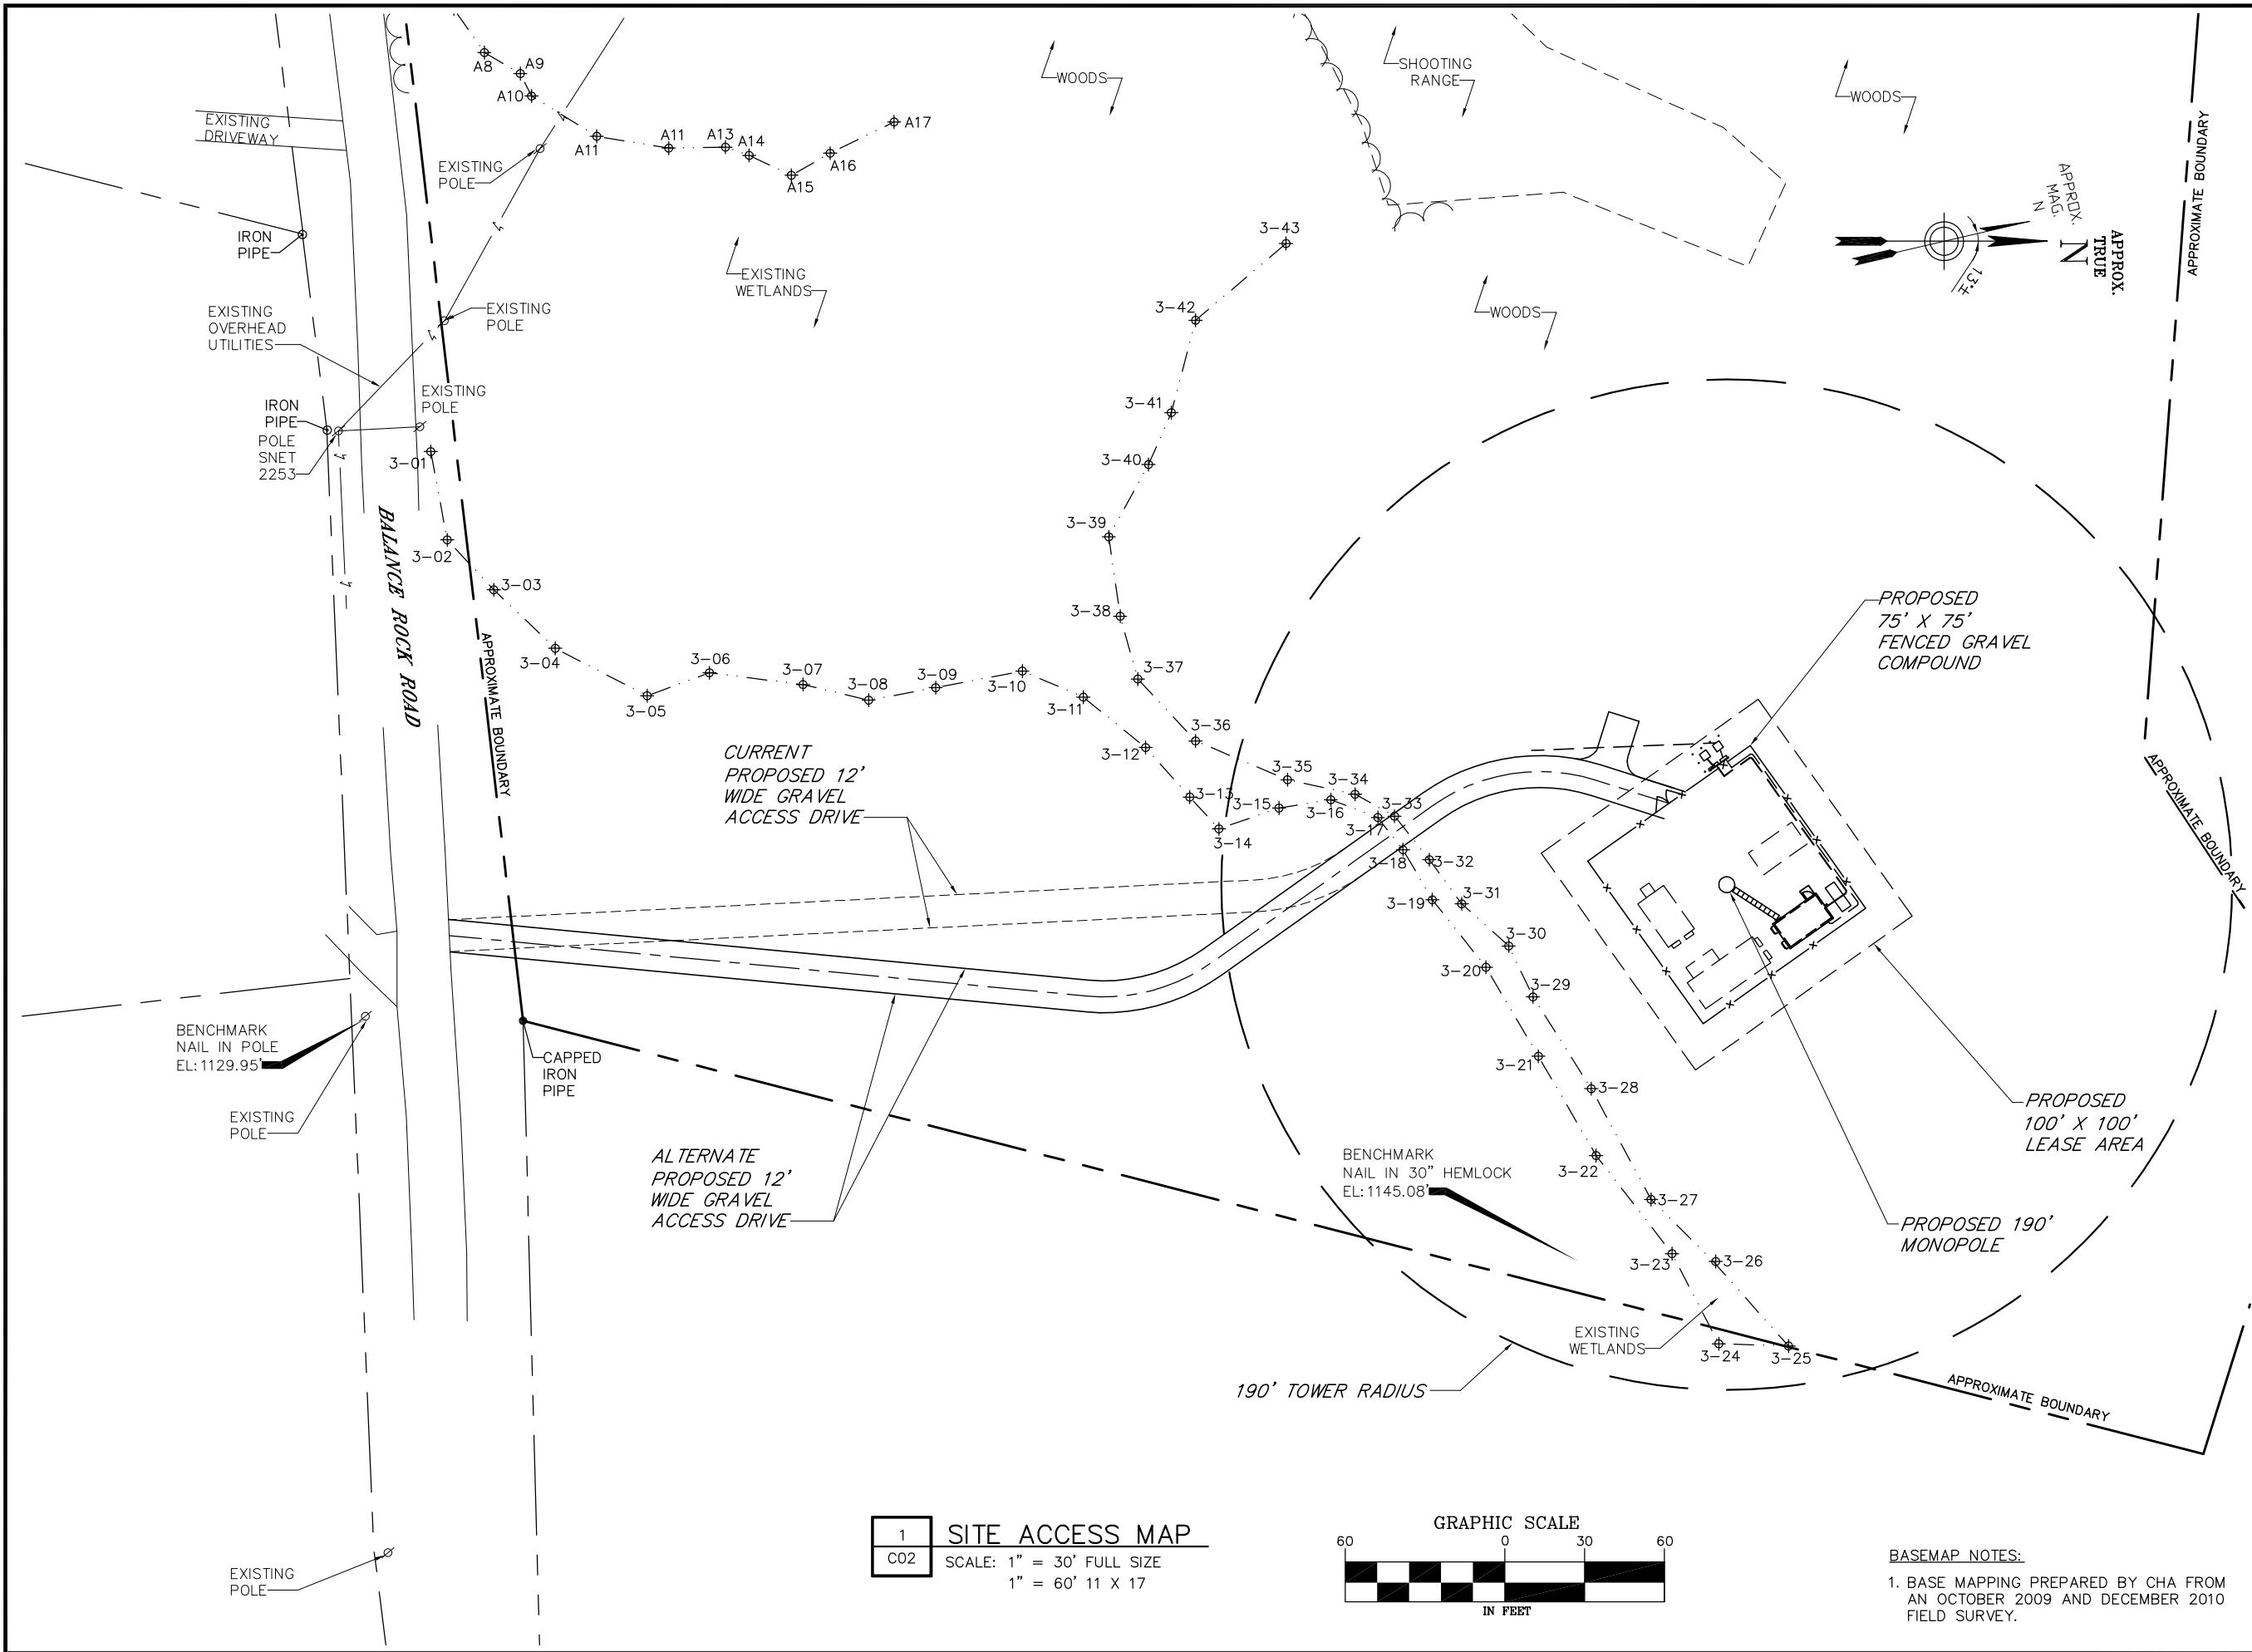 A8
A9
A10
A11
A11
A13
A14
A15
A16
A17
WOODS
SHOOTING
RANGE
WOODS
EXISTING
DRIVEWAY
EXISTING
POLE
IRON
PIPE
EXISTING
WETLANDS
EXISTING
OVERHEAD
UTILITIES
EXISTING
POLE
WOODS
APPROX.
MAG.
N
APPROX.
TRUE
N
13°±
APPROXIMATE BOUNDARY
EXISTING
POLE
IRON
PIPE
POLE
SNET
2253
3-01
3-02
3-03
3-04
3-05
3-06
3-07
3-08
3-09
3-10
3-11
3-12
3-13
3-14
3-15
3-16
3-17
3-18
3-19
3-20
3-21
3-22
3-23
3-24
3-25
3-26
3-27
3-28
3-29
3-30
3-31
3-32
3-33
3-34
3-35
3-36
3-37
3-38
3-39
3-40
3-41
3-42
3-43
BALANCE ROCK ROAD
APPROXIMATE BOUNDARY
PROPOSED
75' X 75'
FENCED GRAVEL
COMPOUND
APPROXIMATE BOUNDARY
CURRENT
PROPOSED 12'
WIDE GRAVEL
ACCESS DRIVE
BENCHMARK
NAIL IN POLE
EL: 1129.95'
EXISTING
POLE
CAPPED
IRON
PIPE
ALTERNATE
PROPOSED 12'
WIDE GRAVEL
ACCESS DRIVE
BENCHMARK
NAIL IN 30" HEMLOCK
EL: 1145.08'
PROPOSED
100' X 100'
LEASE AREA
PROPOSED 190'
MONOPOLE
EXISTING
WETLANDS
190' TOWER RADIUS
APPROXIMATE BOUNDARY
EXISTING
POLE
1
C02
SITE ACCESS MAP
SCALE: 1" = 30' FULL SIZE
1" = 60' 11 X 17
GRAPHIC SCALE
60 0 30 60
IN FEET
BASEMAP NOTES:
1. BASE MAPPING PREPARED BY CHA FROM
AN OCTOBER 2009 AND DECEMBER 2010
FIELD SURVEY.